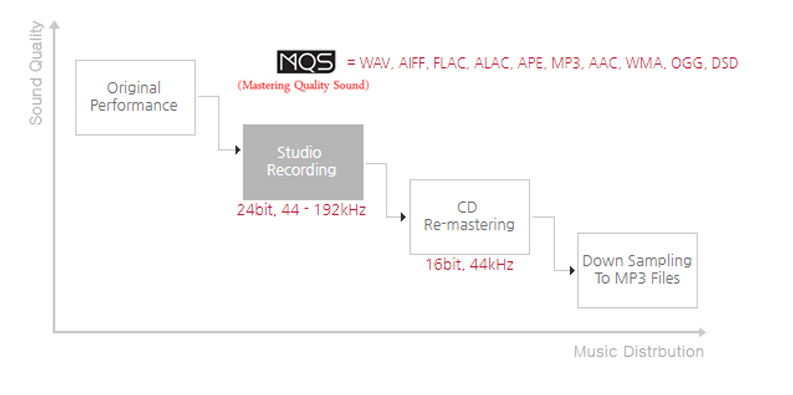 Sound Quality
MQS = WAV, AIFF, FLAC, ALAC, APE, MP3, AAC, WMA, OGG, DSD
(Mastering Quality Sound)
Original
Performance
Studio
Recording
24bit, 44 - 192kHz
CD
Re-mastering
16bit, 44kHz
Down Sampling
To MP3 Files
Music Distrbution